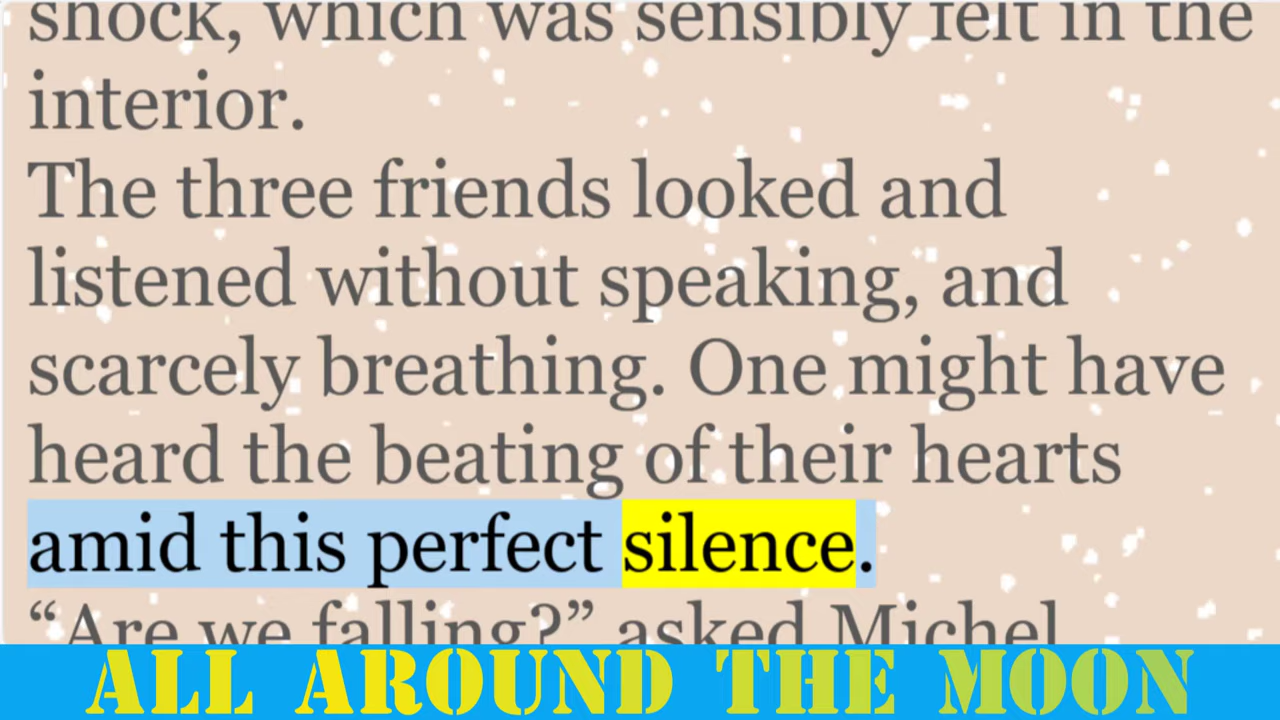 shock, which was sensibly felt in the
interior.
The three friends looked and
listened without speaking, and
scarcely breathing. One might have
heard the beating of their hearts
amid this perfect silence.
“Are we falling?” asked Michel
ALL AROUND THE MOON